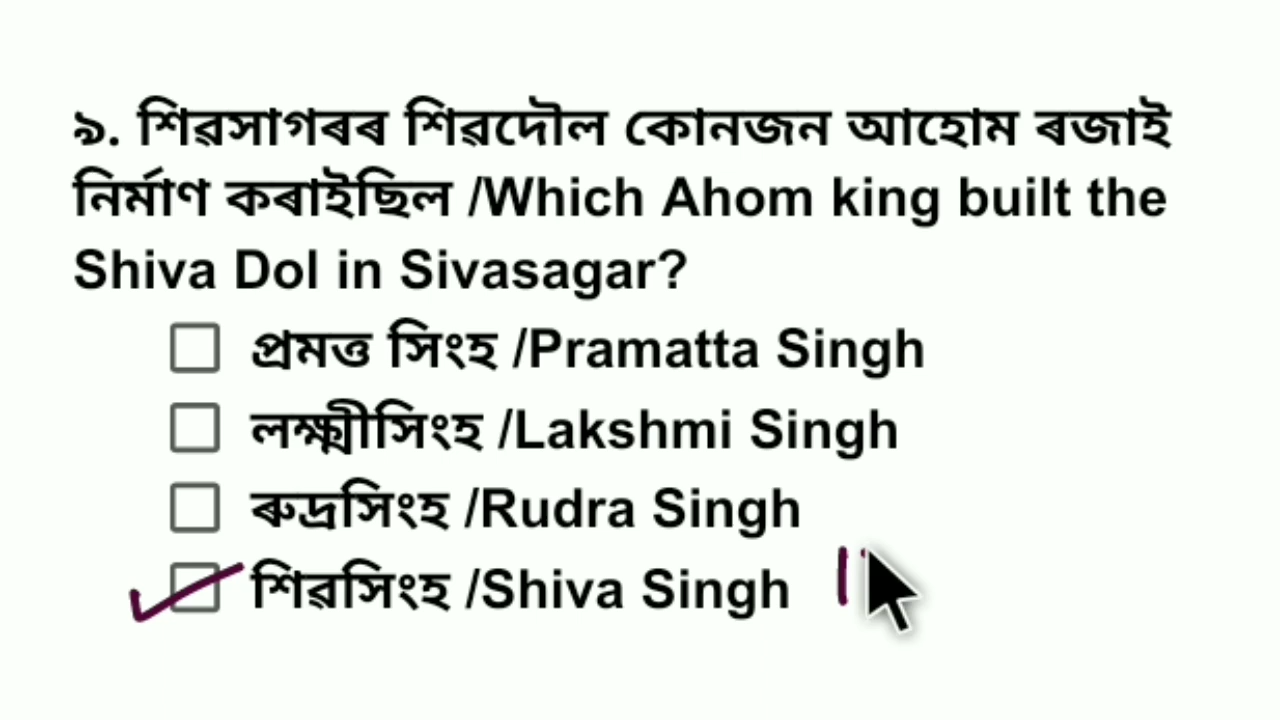 ৯. শিৱসাগৰৰ শিৱদৌল কোনজন আহোম ৰজাই
নিৰ্মাণ কৰাইছিল /Which Ahom king built the
Shiva Dol in Sivasagar?
প্ৰমত্ত সিংহ /Pramatta Singh
লক্ষ্মীসিংহ /Lakshmi Singh
ৰুদ্ৰসিংহ /Rudra Singh
শিৱসিংহ /Shiva Singh